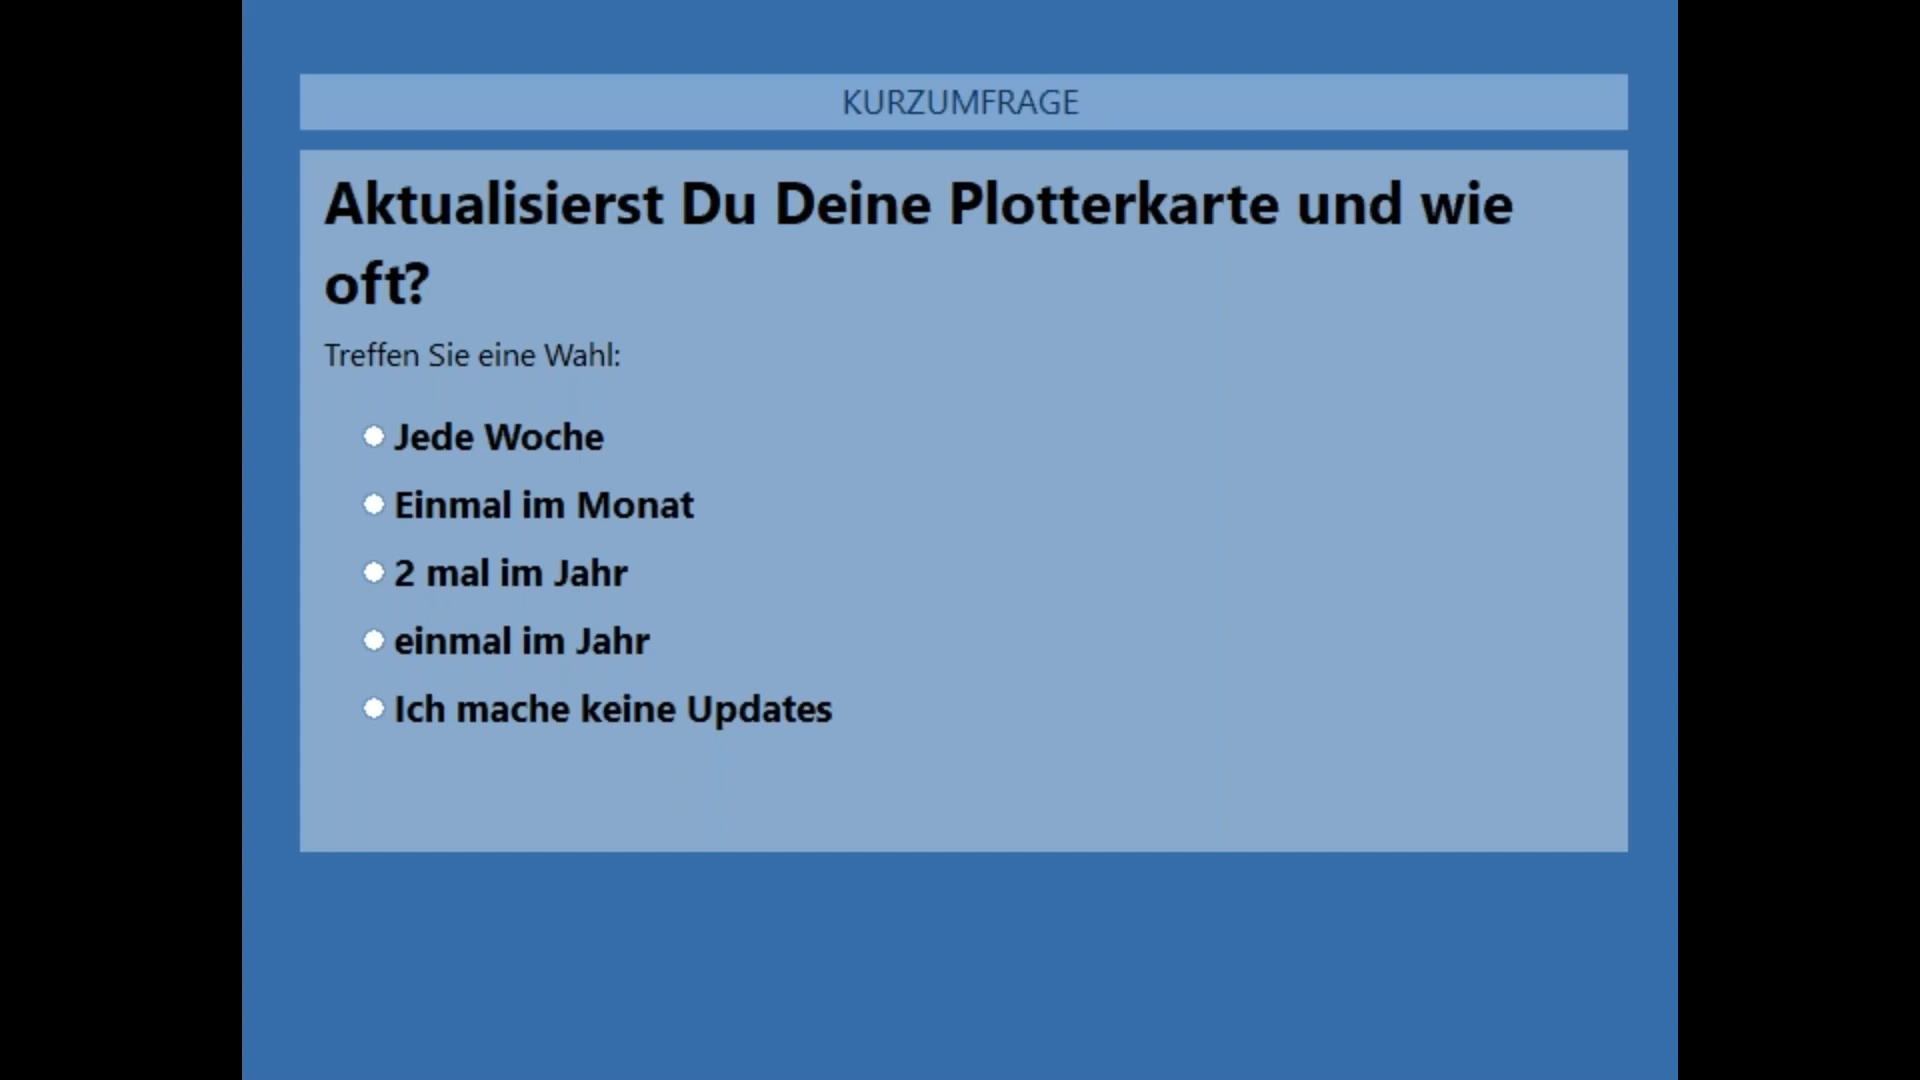 KURZUMFRAGE
Aktualisierst Du Deine Plotterkarte und wie
oft?
Treffen Sie eine Wahl:
Jede Woche
Einmal im Monat
2 mal im Jahr
einmal im Jahr
Ich mache keine Updates